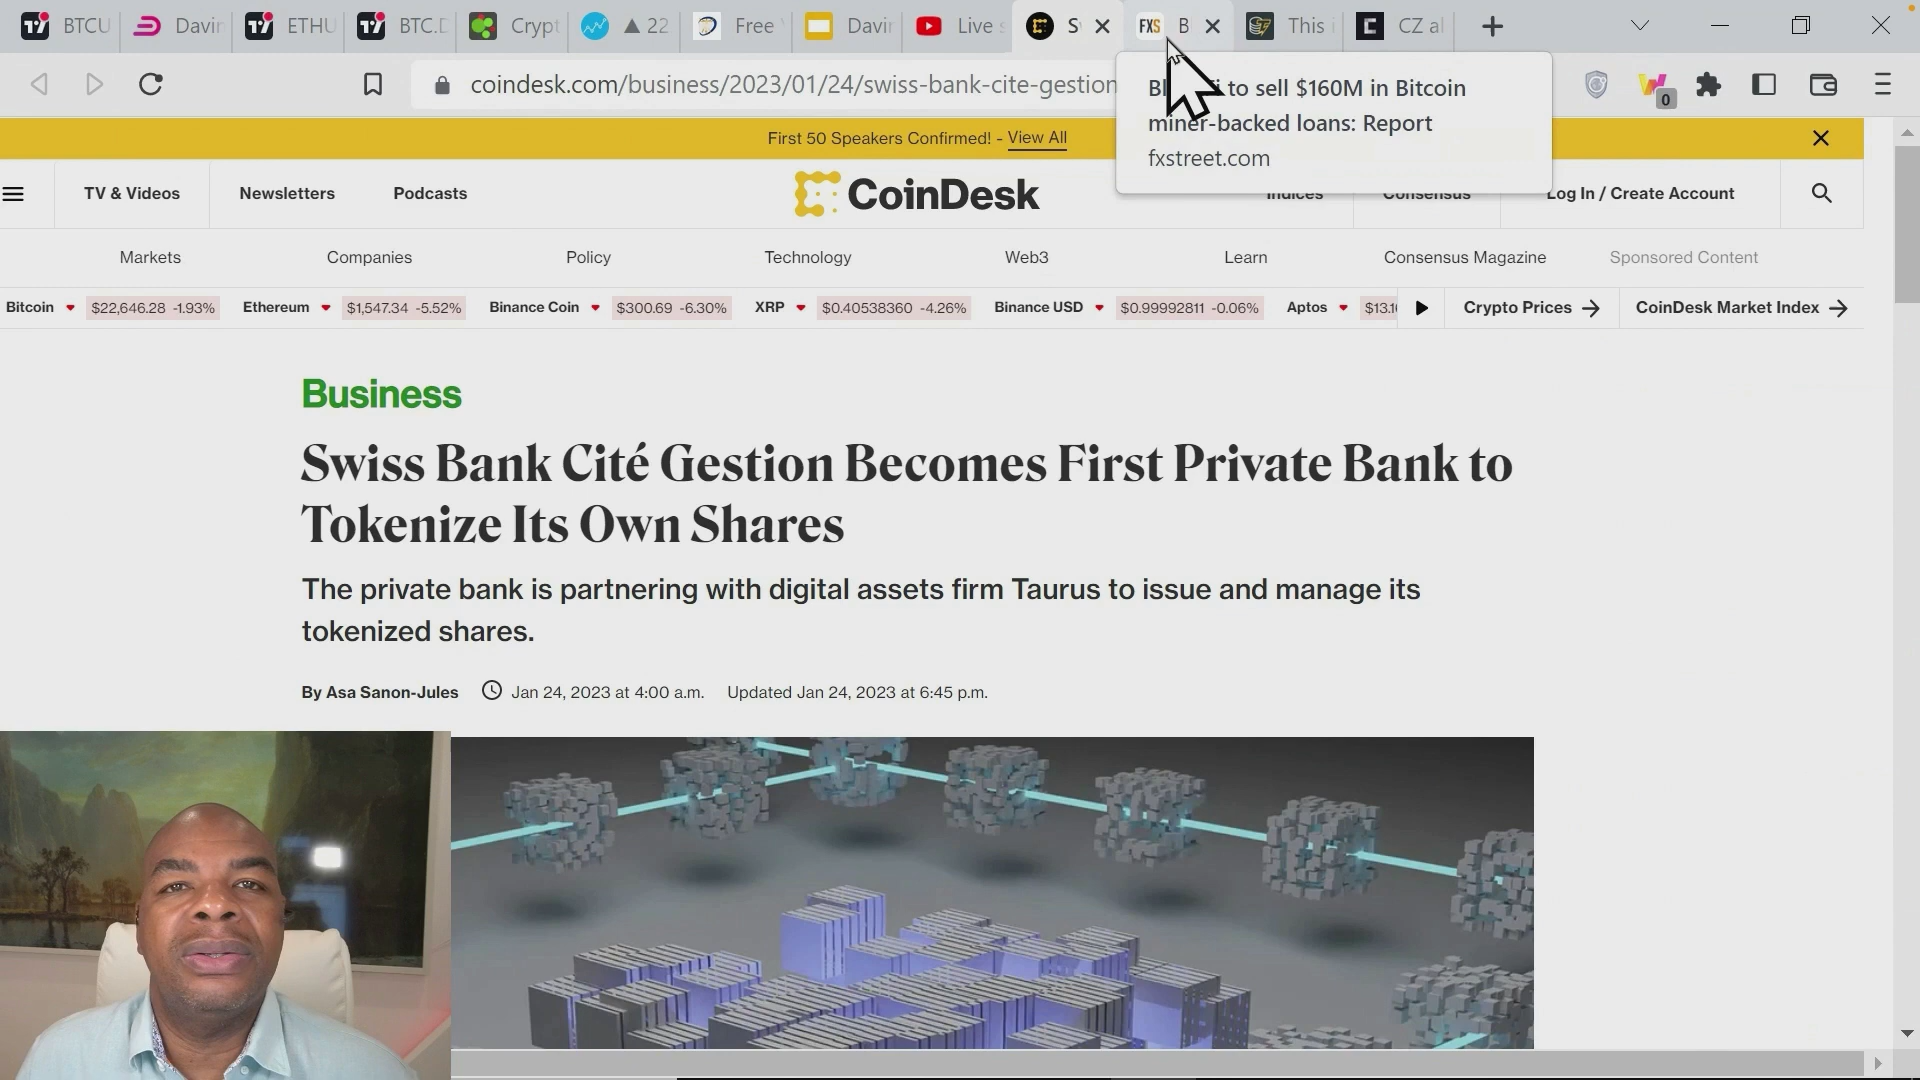 BTCU
Davin
ETHU
BTC.D
Crypt
▲ 22
Free
Davin
Live
S
B
This i
CZ al
coindesk.com/business/2023/01/24/swiss-bank-cite-gestion
0
to sell $160M in Bitcoin
miner-backed loans: Report
fxstreet.com
First 50 Speakers Confirmed! - View All
TV & Videos
Newsletters
Podcasts
CoinDesk
Indices
Consensus
Log In / Create Account
Markets
Companies
Policy
Technology
Web3
Learn
Consensus Magazine
Sponsored Content
Bitcoin $22,646.28 -1.93%
Ethereum $1,547.34 -5.52%
Binance Coin $300.69 -6.30%
XRP $0.40538360 -4.26%
Binance USD $0.99992811 -0.06%
Aptos
Crypto Prices →
CoinDesk Market Index →
Business
Swiss Bank Cité Gestion Becomes First Private Bank to
Tokenize Its Own Shares
The private bank is partnering with digital assets firm Taurus to issue and manage its
tokenized shares.
By Asa Sanon-Jules Jan 24, 2023 at 4:00 a.m. Updated Jan 24, 2023 at 6:45 p.m.